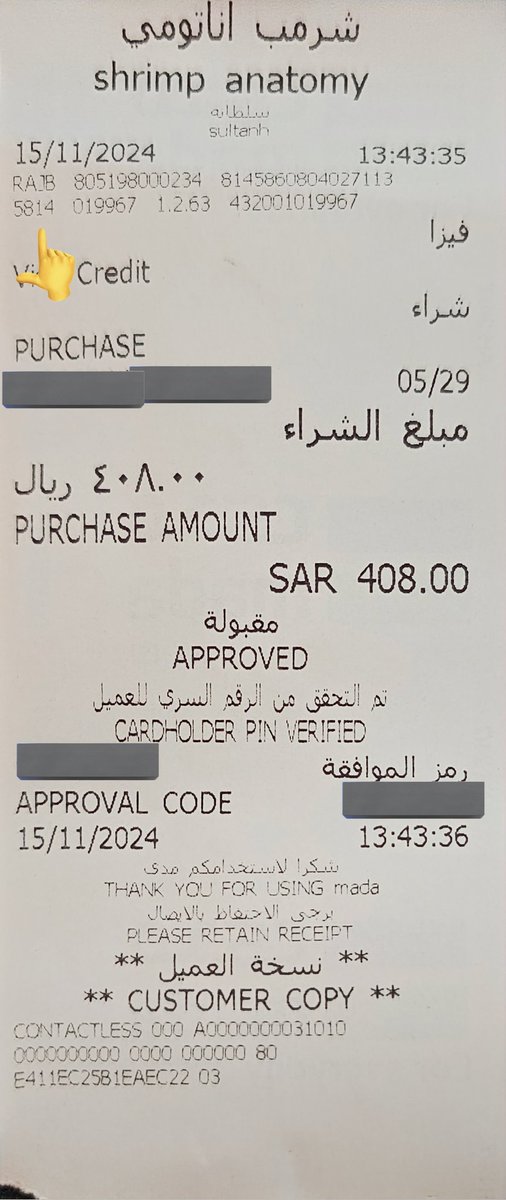 شرمب اناتومي
shrimp anatomy
سلطانه
sultanh
15/11/2024 13:43:35
RAJB 805198000234 8145860804027113
5814 019967 1.2.63 432001019967
فيزا
Credit
شراء
PURCHASE
05/29
مبلغ الشراء
٤٠٨.٠٠ ريال
PURCHASE AMOUNT
SAR 408.00
مقبولة
APPROVED
تم التحقق من الرقم السري للعميل
CARDHOLDER PIN VERIFIED
رمز الموافقة
APPROVAL CODE
15/11/2024 13:43:36
شكرا لاستخدامكم مدى
THANK YOU FOR USING mada
يرجى الاحتفاظ بالايصال
PLEASE RETAIN RECEIPT
** نسخة العميل **
** CUSTOMER COPY **
CONTACTLESS 000 A0000000031010
0000000000 0000 000000 80
E411EC25B1EAEC22 03